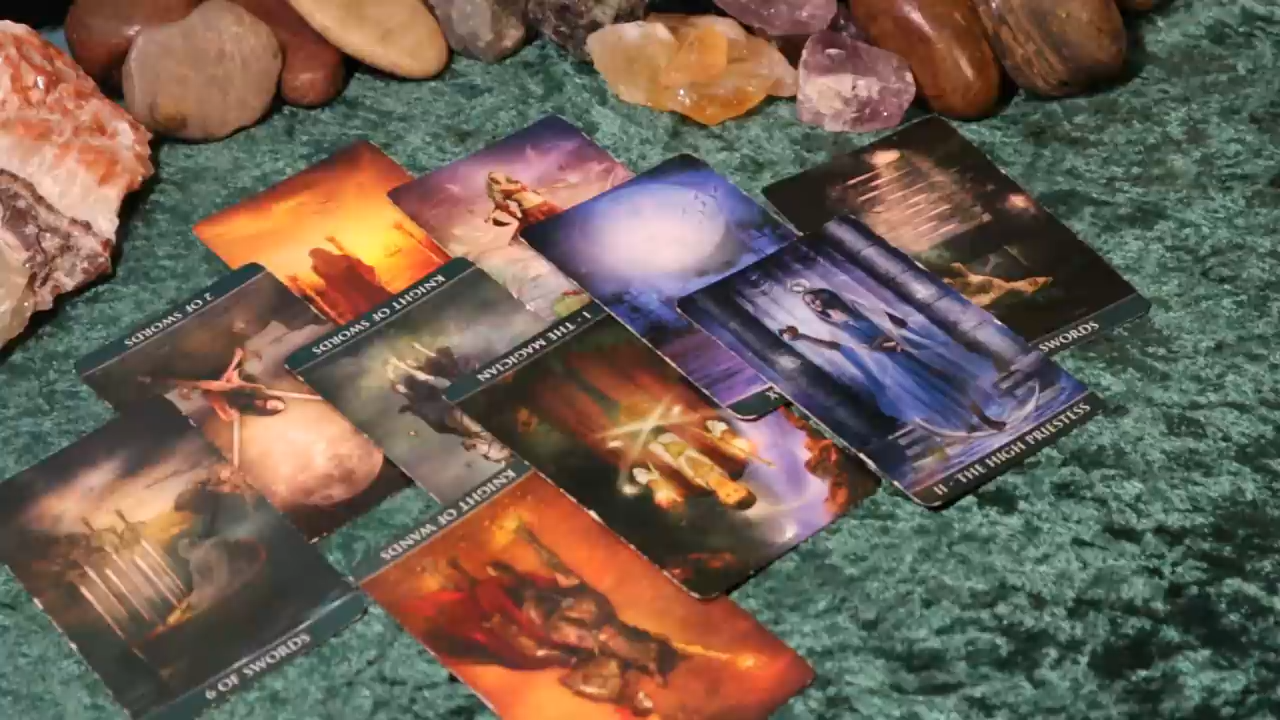 2 OF SWORDS
KNIGHT OF SWORDS
I - THE MAGICIAN
X
SWORDS
II - THE HIGH PRIESTESS
KNIGHT OF WANDS
6 OF SWORDS